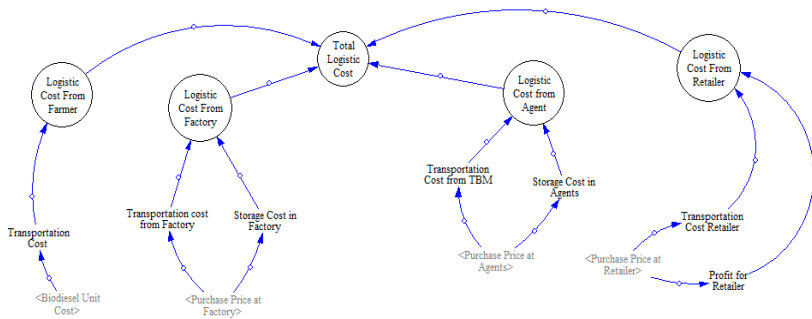 Total
Logistic
Cost
Logistic
Cost From
Farmer
Logistic
Cost From
Factory
Logistic
Cost from
Agent
Logistic
Cost From
Retailer
Transportation
Cost
Transportation cost
from Factory
Storage Cost in
Factory
Transportation
Cost from TBM
Storage Cost in
Agents
Transportation
Cost Retailer
Profit for
Retailer
<Biodiesel Unit
Cost>
<Purchase Price at
Factory>
<Purchase Price at
Agents>
<Purchase Price at
Retailer>